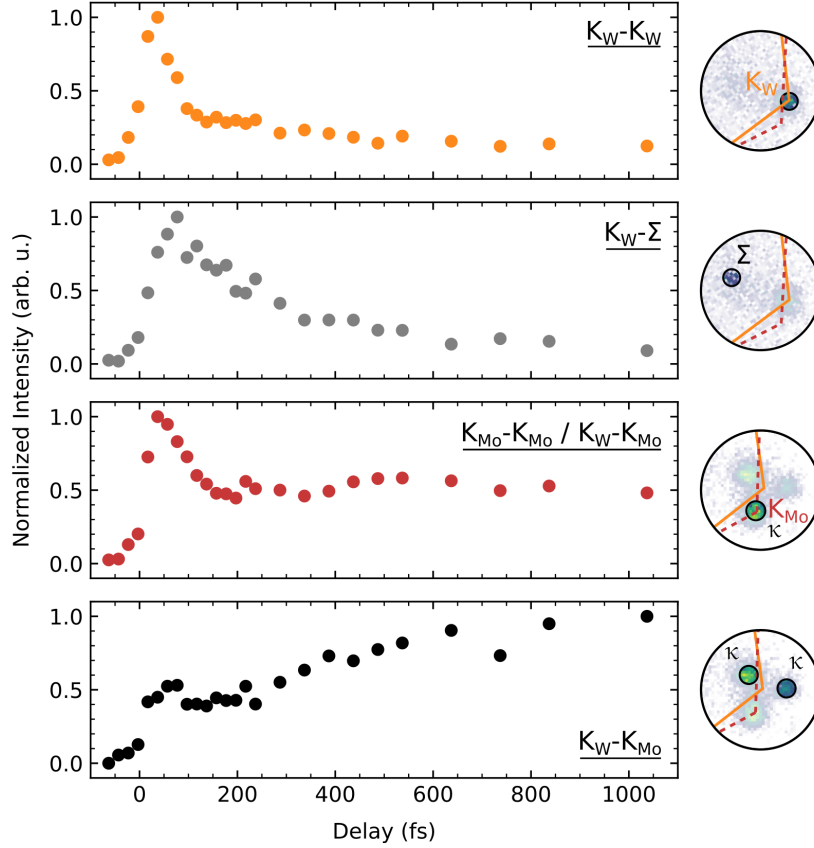 1.0
K_W-K_W
0.5
0.0
K_W
1.0
K_W-Σ
0.5
0.0
Σ
Normalized Intensity (arb. u.)
1.0
K_Mo-K_Mo / K_W-K_Mo
0.5
0.0
K_Mo
κ
1.0
0.5
0.0
K_W-K_Mo
κ
κ
0 200 400 600 800 1000
Delay (fs)